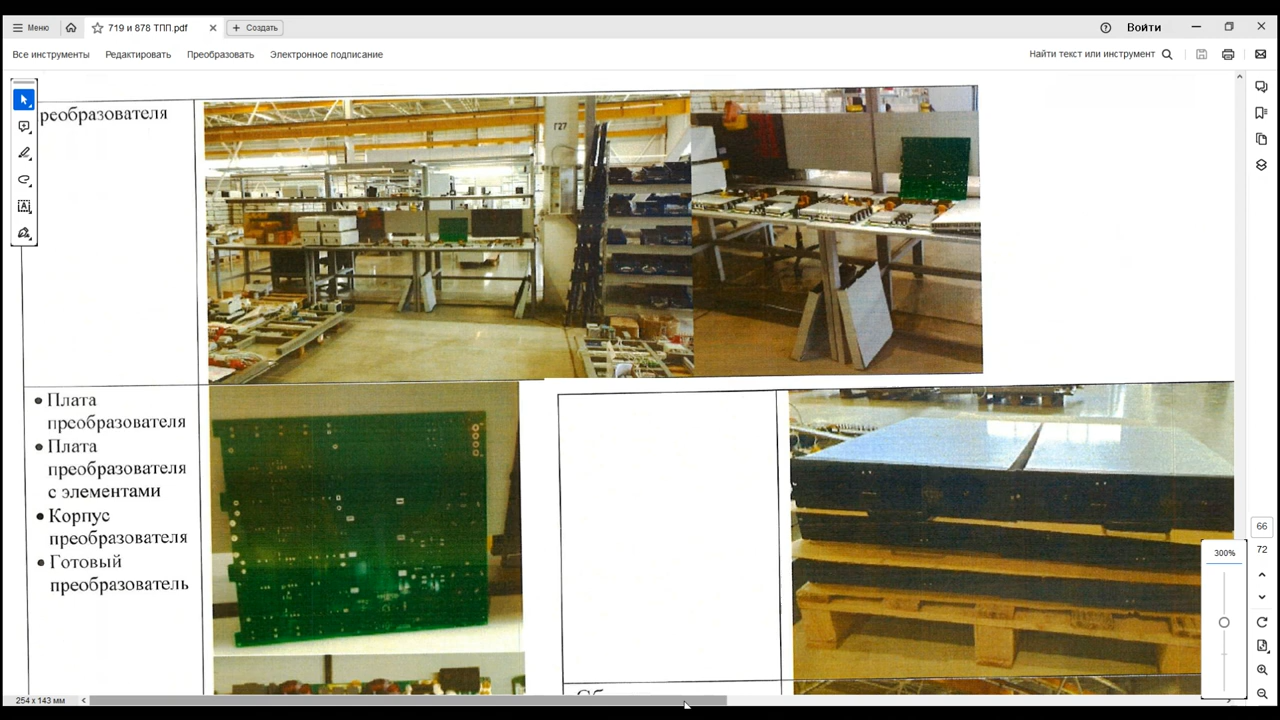 Меню
719 и 878 ТПП.pdf
Создать
Войти
Все инструменты
Редактировать
Преобразовать
Электронное подписание
Найти текст или инструмент
реобразователя
Г27
• Плата
преобразователя
• Плата
преобразователя
с элементами
• Корпус
преобразователя
• Готовый
преобразователь
66
72
300%
254 x 143 мм